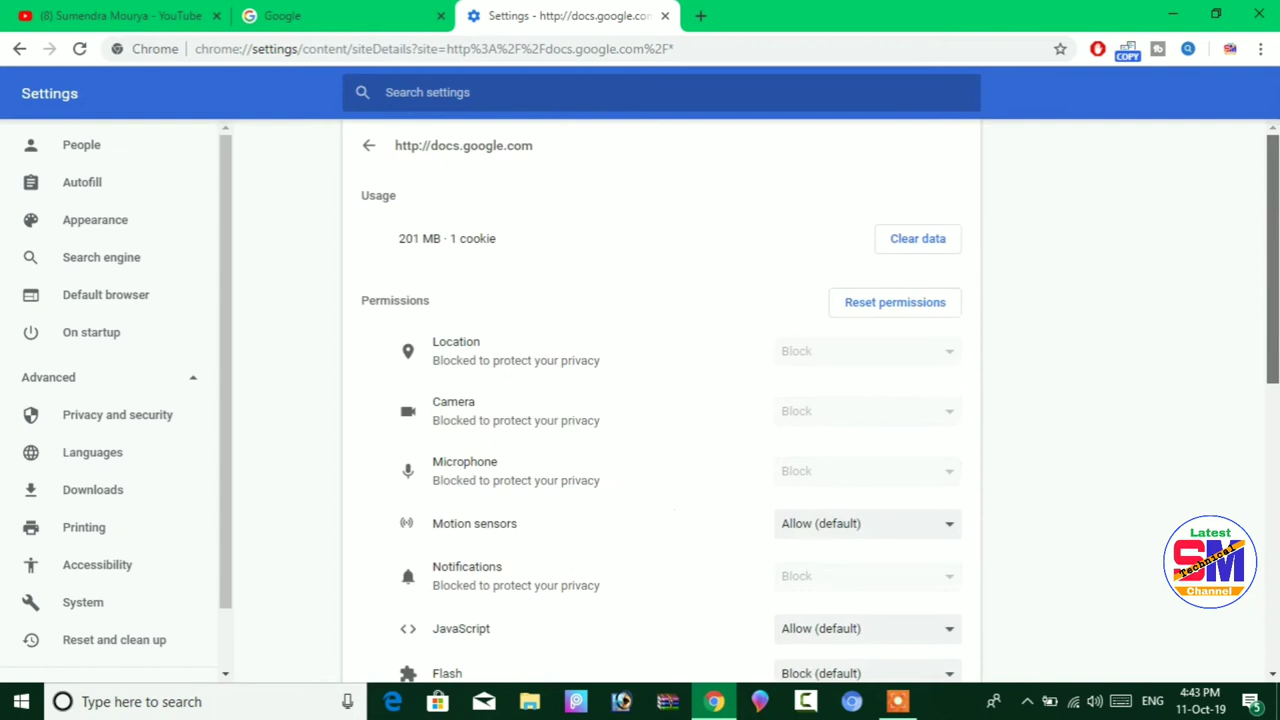 (8) Sumendra Mourya - YouTube
Google
Settings - http://docs.google.com
Chrome
chrome://settings/content/siteDetails?site=http%3A%2F%2Fdocs.google.com%2F*
COPY
Settings
Search settings
People
Autofill
Appearance
Search engine
Default browser
On startup
Advanced
Privacy and security
Languages
Downloads
Printing
Accessibility
System
Reset and clean up
http://docs.google.com
Usage
201 MB · 1 cookie
Clear data
Permissions
Reset permissions
Location
Blocked to protect your privacy
Block
Camera
Blocked to protect your privacy
Block
Microphone
Blocked to protect your privacy
Block
Motion sensors
Allow (default)
Notifications
Blocked to protect your privacy
Block
JavaScript
Allow (default)
Flash
Block (default)
Latest
SM
Technical
Channel
Type here to search
ENG
4:43 PM
11-Oct-19
5